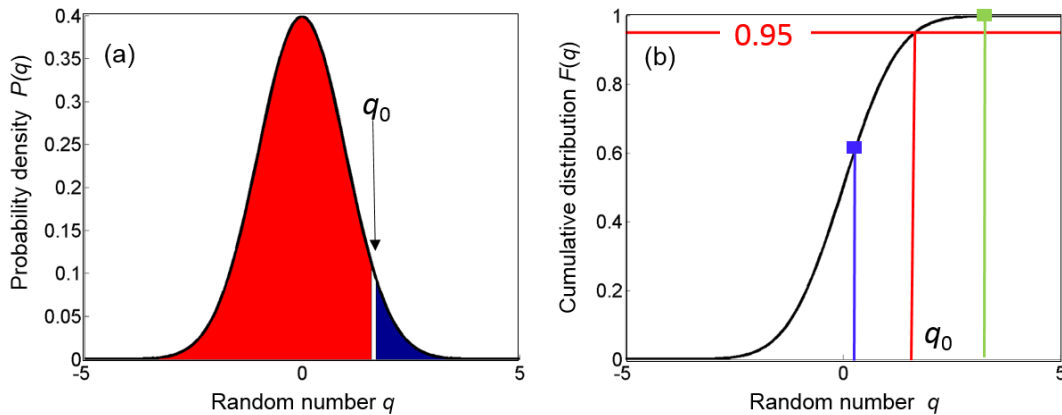 (a)
Probability density P(q)
0.4
0.35
0.3
0.25
0.2
0.15
0.1
0.05
0
q₀
-5
0
5
Random number q
(b)
Cumulative distribution F(q)
1
0.95
0.8
0.6
0.4
0.2
0
q₀
-5
0
5
Random number q